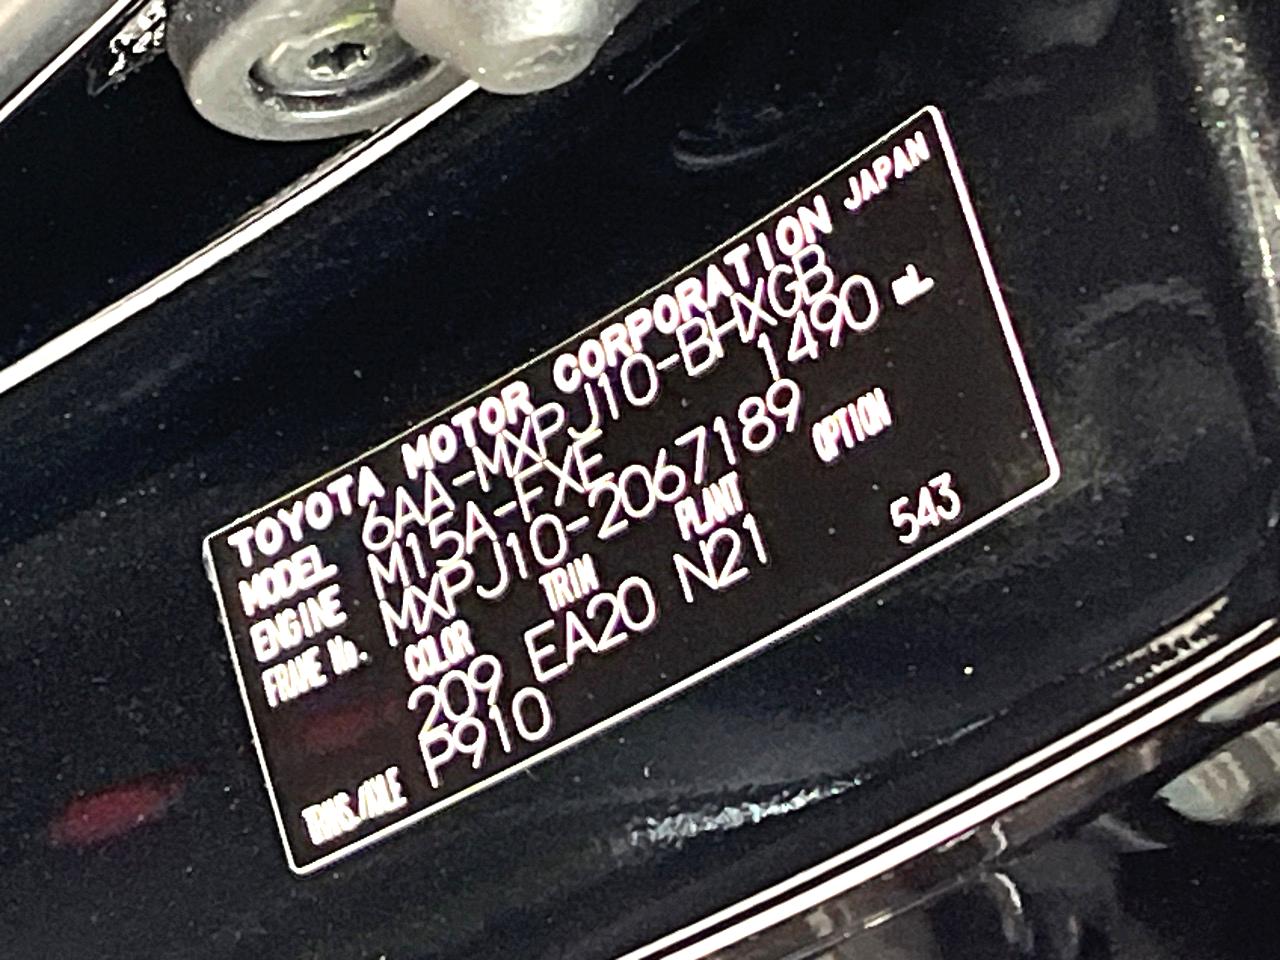 TOYOTA MOTOR CORPORATION JAPAN
MODEL 6AA-MXPJ10-BHXGB
ENGINE M15A-FXE 1490 mL
FRAME No. MXPJ10-2067189
COLOR TRIM PLANT OPTION
209 EA20 N21
TRNS./AXLE P910 543